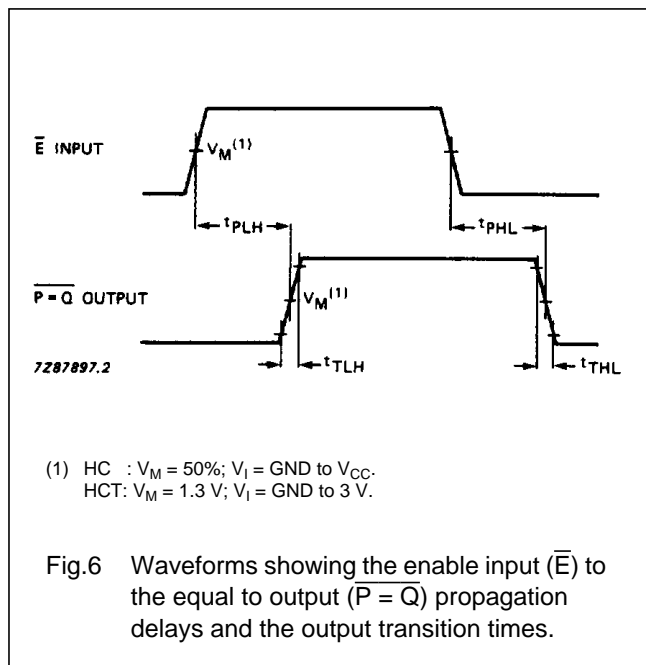 E̅ INPUT
V_M(1)
t_PLH
t_PHL
P̅ ̅=̅ ̅Q̅ OUTPUT
V_M(1)
7Z87897.2
t_TLH
t_THL
(1) HC : V_M = 50%; V_I = GND to V_CC.
HCT: V_M = 1.3 V; V_I = GND to 3 V.
Fig.6 Waveforms showing the enable input (E̅) to
the equal to output (P̅ ̅=̅ ̅Q̅) propagation
delays and the output transition times.